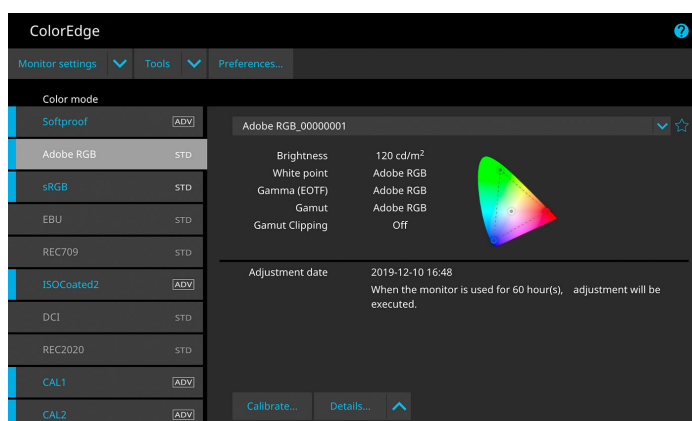 ColorEdge
?
Monitor settings Tools Preferences...
Color mode
Softproof ADV
Adobe RGB STD
sRGB STD
EBU STD
REC709 STD
ISOCoated2 ADV
DCI STD
REC2020 STD
CAL1 ADV
CAL2 ADV
Adobe RGB_00000001
Brightness 120 cd/m²
White point Adobe RGB
Gamma (EOTF) Adobe RGB
Gamut Adobe RGB
Gamut Clipping Off
Adjustment date 2019-12-10 16:48
When the monitor is used for 60 hour(s), adjustment will be
executed.
Calibrate... Details...